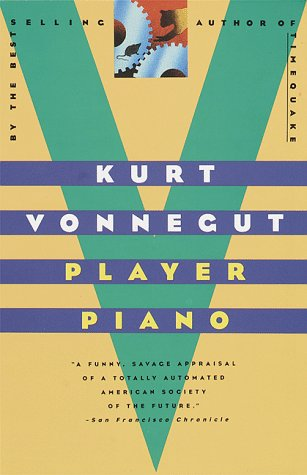 BY THE BEST
SELLING AUTHOR OF
TIMEQUAKE
KURT
VONNEGUT
PLAYER
PIANO
"A FUNNY, SAVAGE APPRAISAL
OF A TOTALLY AUTOMATED
AMERICAN SOCIETY
OF THE FUTURE."
–San Francisco Chronicle